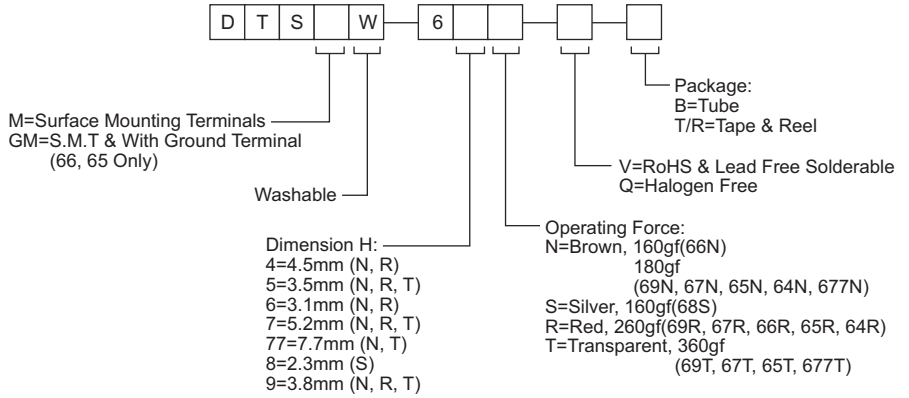 D T S W 6
Package:
B=Tube
T/R=Tape & Reel
M=Surface Mounting Terminals
GM=S.M.T & With Ground Terminal
(66, 65 Only)
V=RoHS & Lead Free Solderable
Q=Halogen Free
Washable
Operating Force:
N=Brown, 160gf(66N)
180gf
(69N, 67N, 65N, 64N, 677N)
S=Silver, 160gf(68S)
R=Red, 260gf(69R, 67R, 66R, 65R, 64R)
T=Transparent, 360gf
(69T, 67T, 65T, 677T)
Dimension H:
4=4.5mm (N, R)
5=3.5mm (N, R, T)
6=3.1mm (N, R)
7=5.2mm (N, R, T)
77=7.7mm (N, T)
8=2.3mm (S)
9=3.8mm (N, R, T)